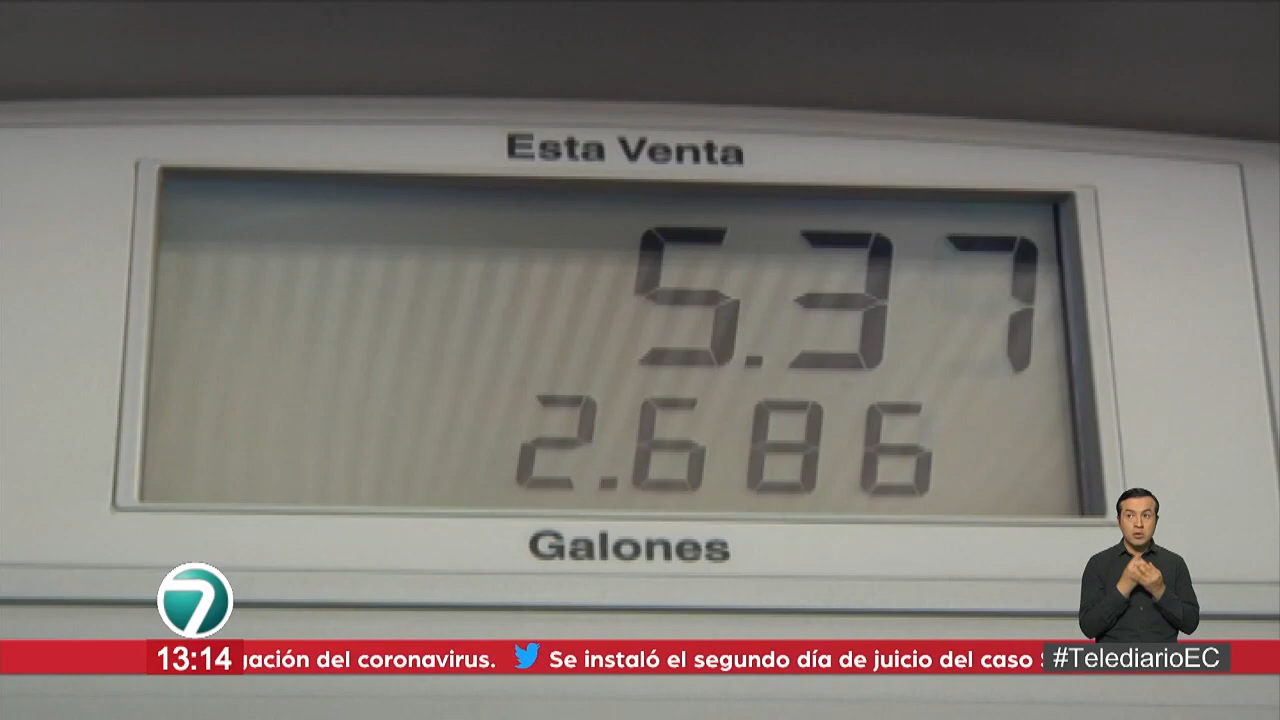 Esta Venta
5.37
2.686
Galones
7
13:14 gación del coronavirus. Se instaló el segundo día de juicio del caso #TelediarioEC